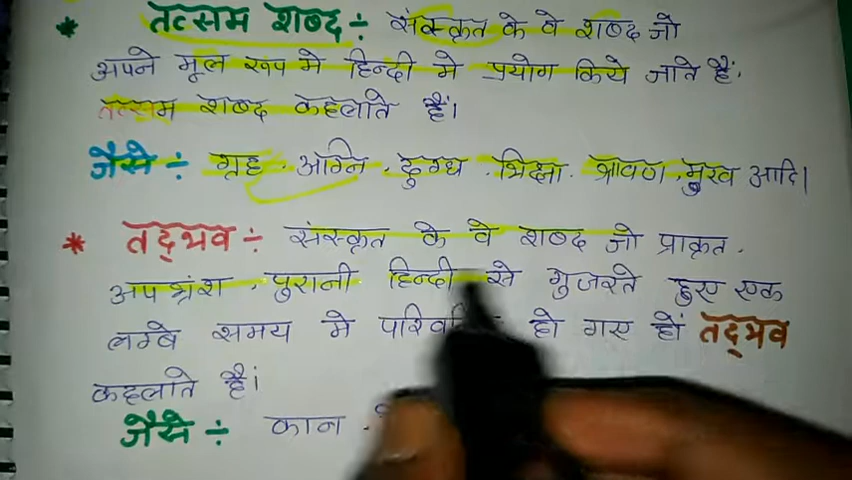 * तत्सम शब्द ÷ संस्कृत के वे शब्द जो
अपने मूल रूप मे हिन्दी मे प्रयोग किये जाते हैं,
तत्सम शब्द कहलाते हैं।
जैसे ÷ गृह, अग्नि, दुग्ध, भिक्षा, श्रावण, मुख आदि।
* तद्भव ÷ संस्कृत के वे शब्द जो प्राकृत,
अपभ्रंश, पुरानी हिन्दी से गुजरते हुए एक
लम्बे समय मे हो गए हों तद्भव
कहलाते हैं।
जैसे ÷ कान,